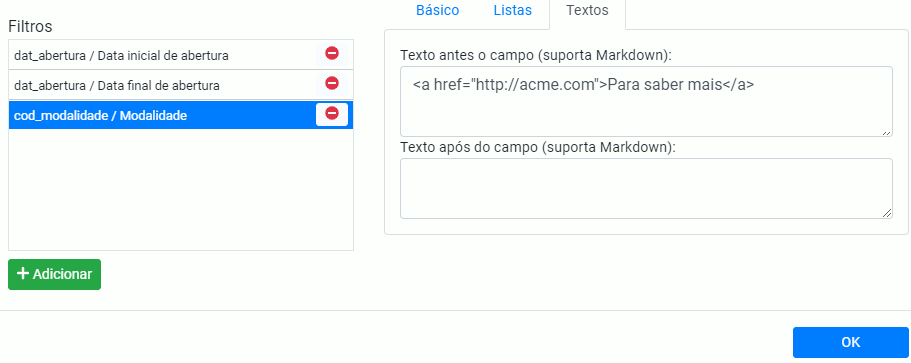 Básico Listas Textos
Filtros
dat_abertura / Data inicial de abertura
dat_abertura / Data final de abertura
cod_modalidade / Modalidade
Adicionar
Texto antes o campo (suporta Markdown):
<a href="http://acme.com">Para saber mais</a>
Texto após do campo (suporta Markdown):
OK